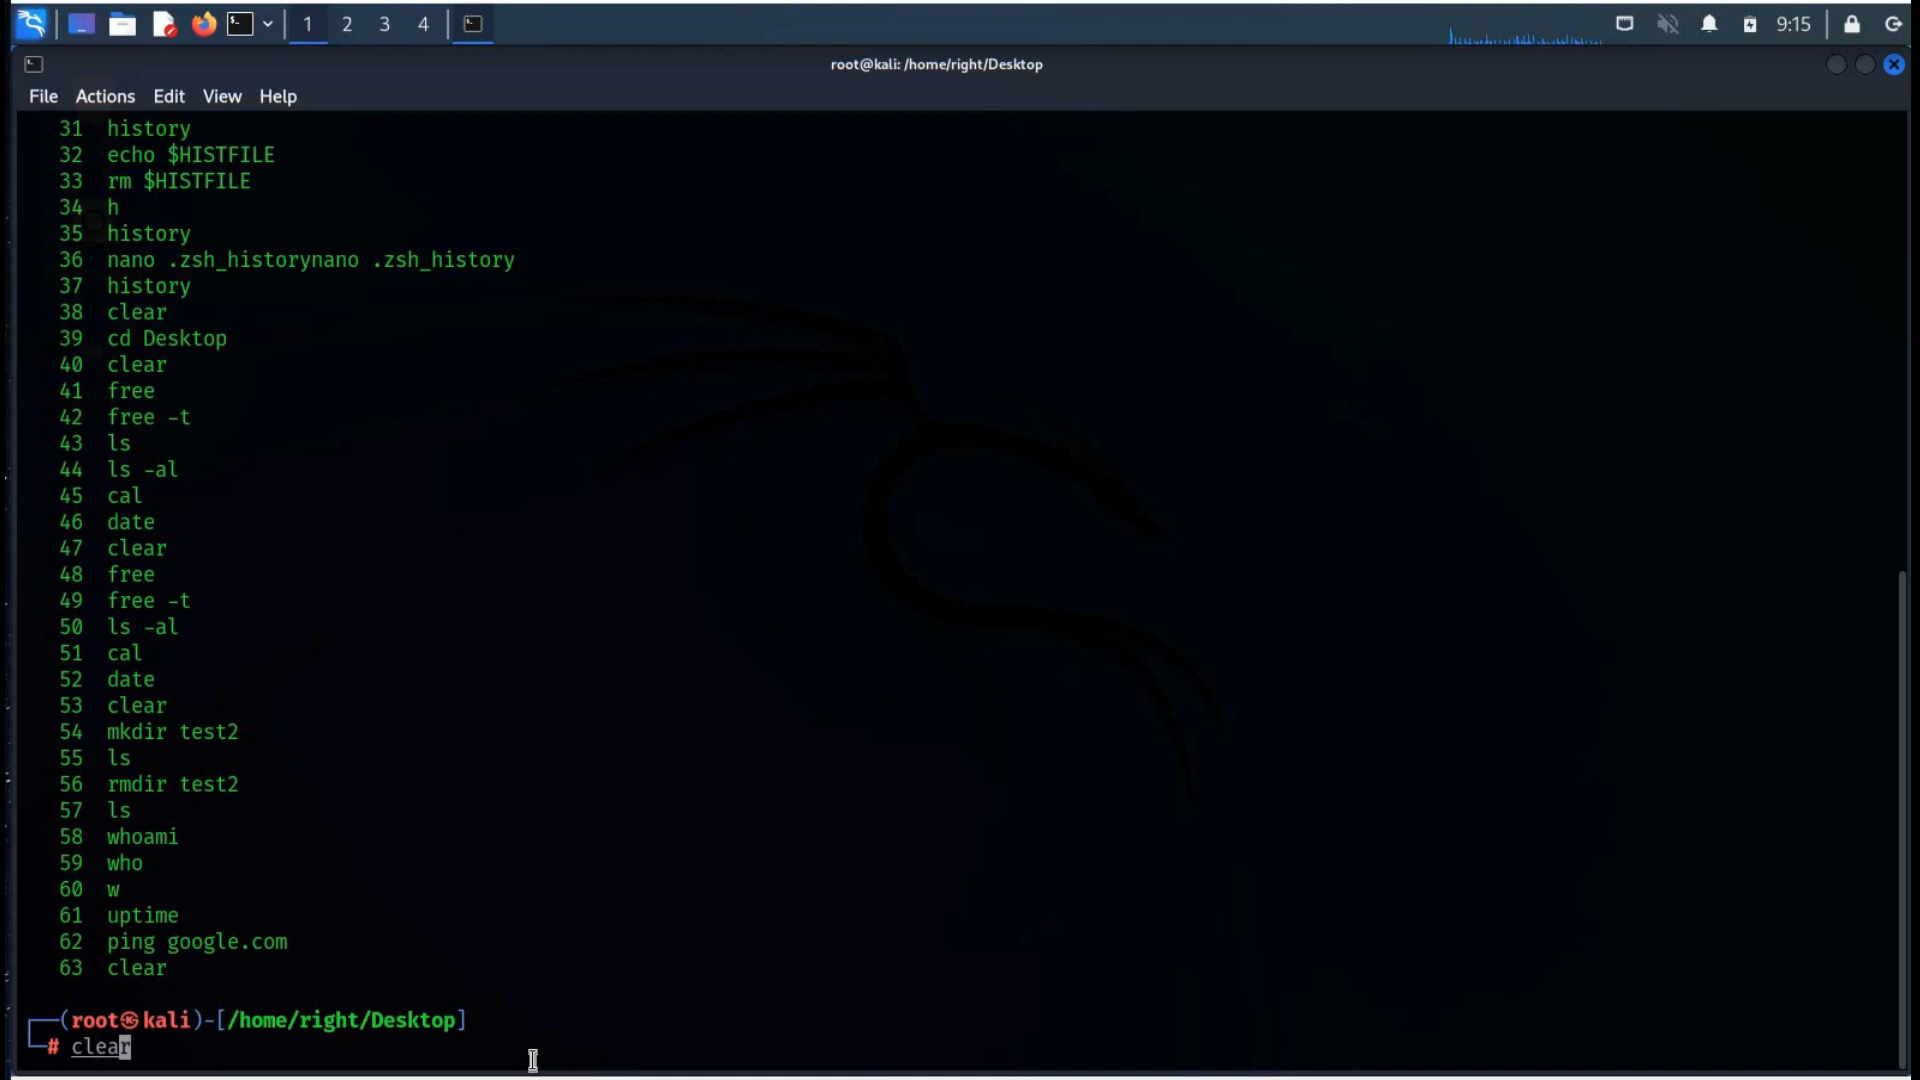 1 2 3 4 9:15
root@kali: /home/right/Desktop
File Actions Edit View Help
31 history
32 echo $HISTFILE
33 rm $HISTFILE
34 h
35 history
36 nano .zsh_historynano .zsh_history
37 history
38 clear
39 cd Desktop
40 clear
41 free
42 free -t
43 ls
44 ls -al
45 cal
46 date
47 clear
48 free
49 free -t
50 ls -al
51 cal
52 date
53 clear
54 mkdir test2
55 ls
56 rmdir test2
57 ls
58 whoami
59 who
60 w
61 uptime
62 ping google.com
63 clear
(root㉿kali)-[/home/right/Desktop]
# clear